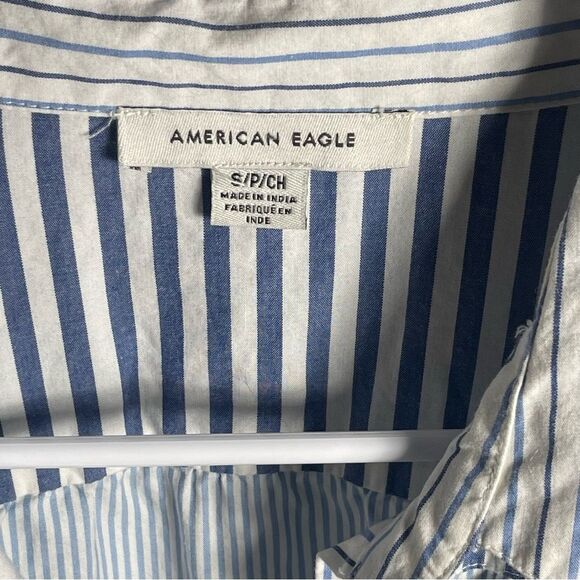 AMERICAN EAGLE
S/P/CH
MADE IN INDIA
FABRIQUÉ EN
INDE